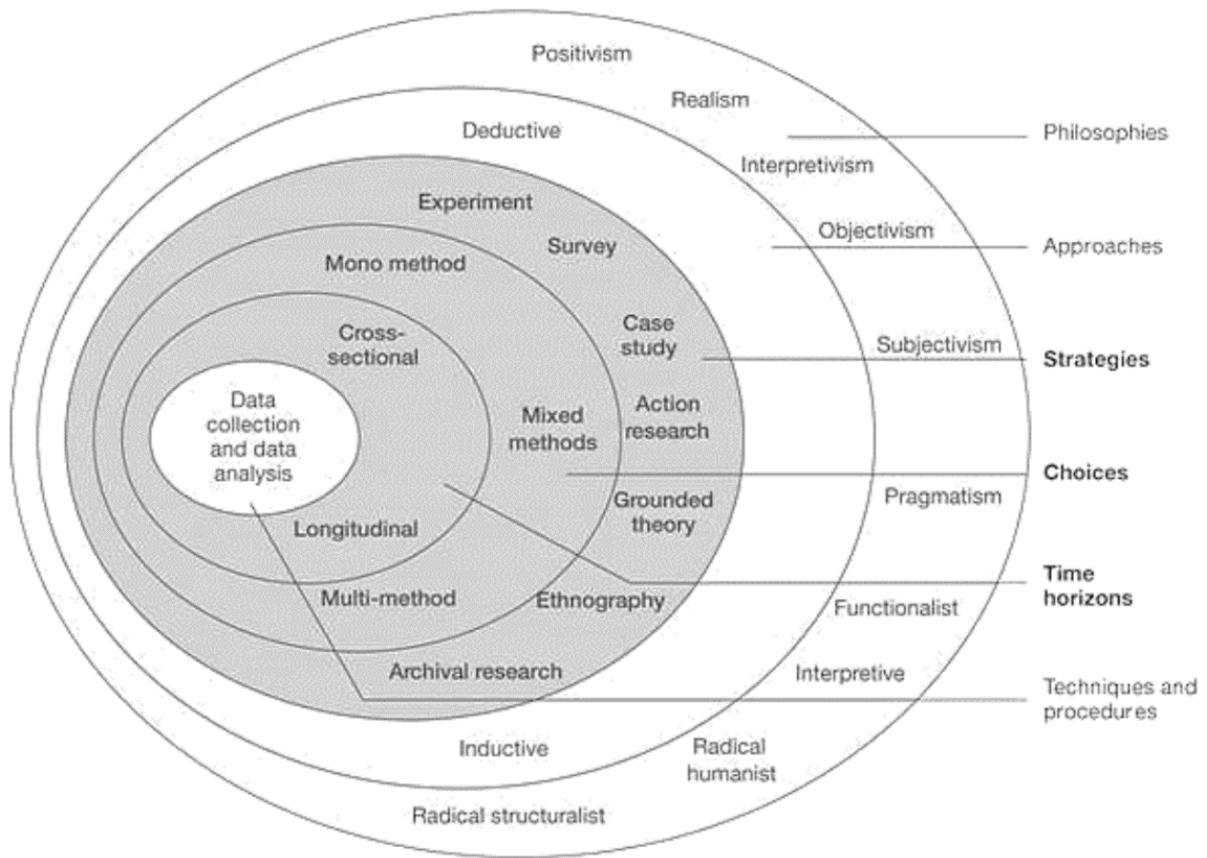 Positivism
Realism
Philosophies
Deductive
Interpretivism
Experiment
Objectivism
Survey
Approaches
Mono method
Case
study
Cross-
sectional
Subjectivism
Strategies
Data
collection
and data
analysis
Mixed
methods
Action
research
Choices
Pragmatism
Grounded
theory
Longitudinal
Time
horizons
Multi-method
Ethnography
Functionalist
Archival research
Interpretive
Techniques and
procedures
Inductive
Radical
humanist
Radical structuralist